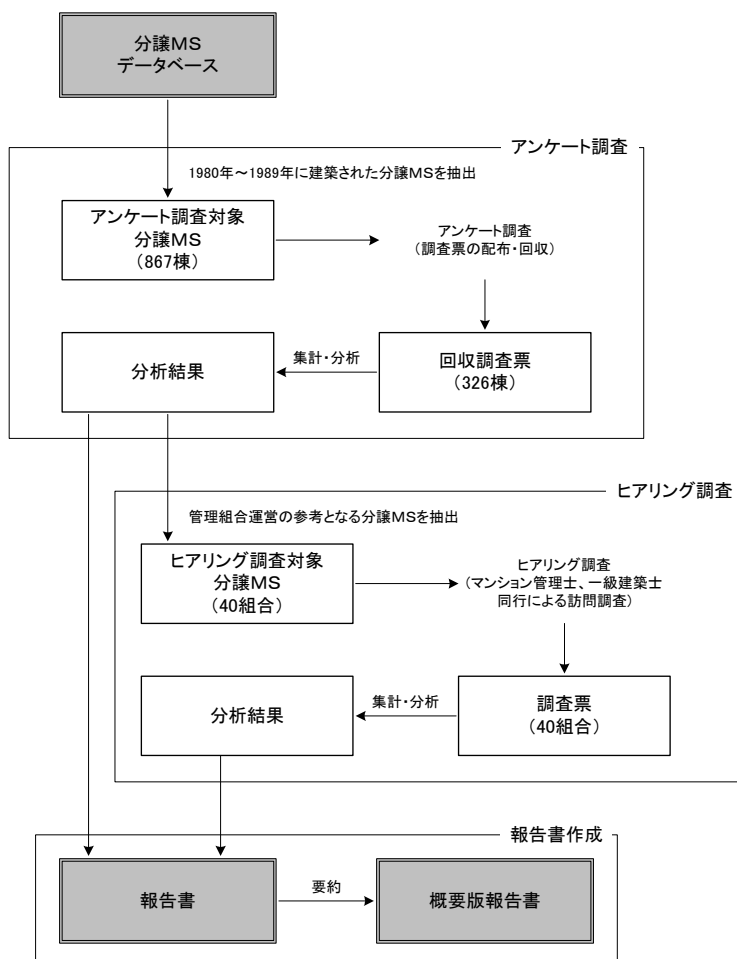 分譲MS
データベース
アンケート調査
1980年～1989年に建築された分譲MSを抽出
アンケート調査対象
分譲MS
(867棟)
アンケート調査
(調査票の配布・回収)
分析結果
集計・分析
回収調査票
(326棟)
ヒアリング調査
管理組合運営の参考となる分譲MSを抽出
ヒアリング調査対象
分譲MS
(40組合)
ヒアリング調査
(マンション管理士、一級建築士
同行による訪問調査)
分析結果
集計・分析
調査票
(40組合)
報告書作成
報告書
要約
概要版報告書